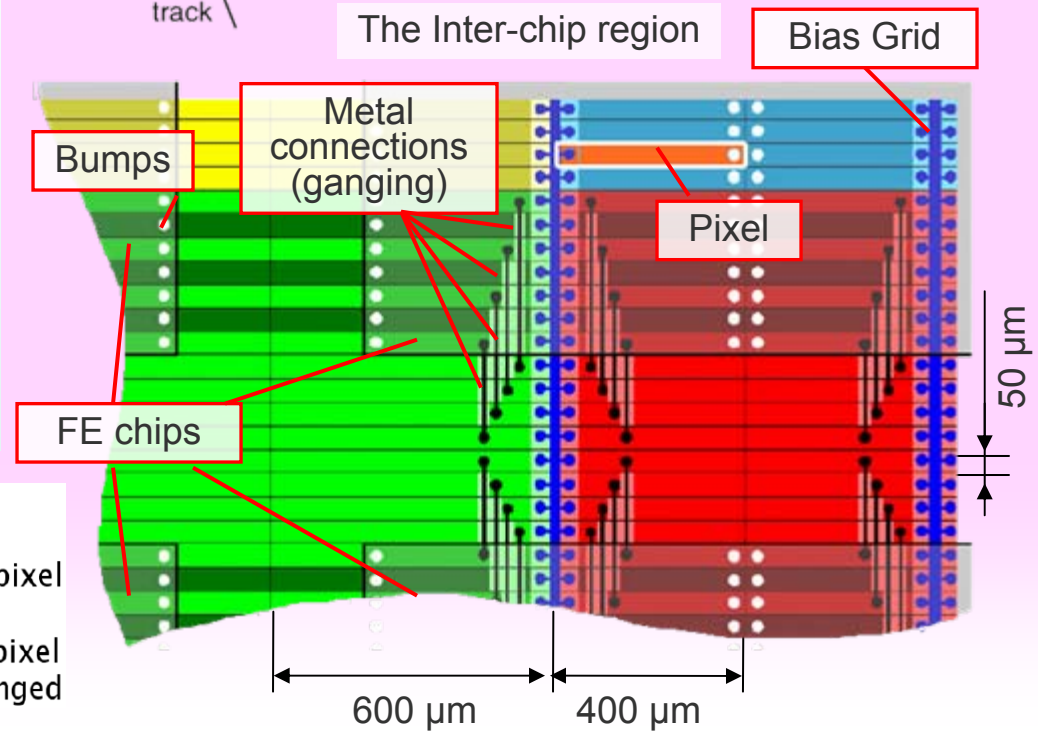 track
The Inter-chip region
Bias Grid
Metal
connections
(ganging)
Bumps
Pixel
50 µm
FE chips
pixel
pixel
600 µm
400 µm